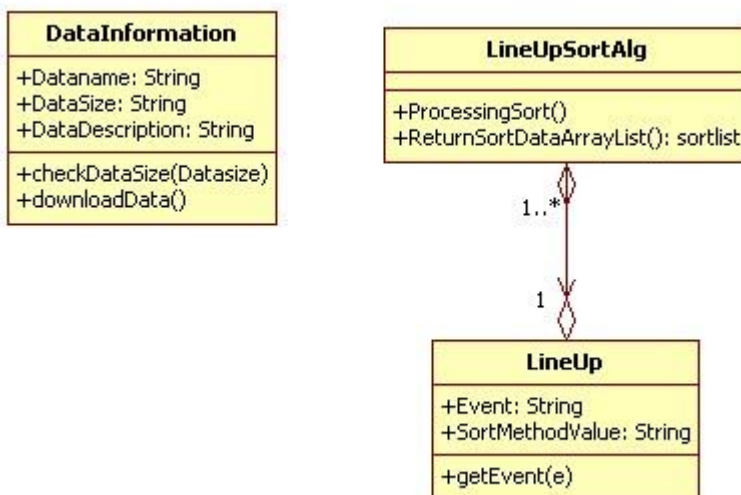 DataInformation
+Dataname: String
+DataSize: String
+DataDescription: String
+checkDataSize(Datasize)
+downloadData()
LineUpSortAlg
+ProcessingSort()
+ReturnSortDataArrayList(): sortlist
1..*
1
LineUp
+Event: String
+SortMethodValue: String
+getEvent(e)